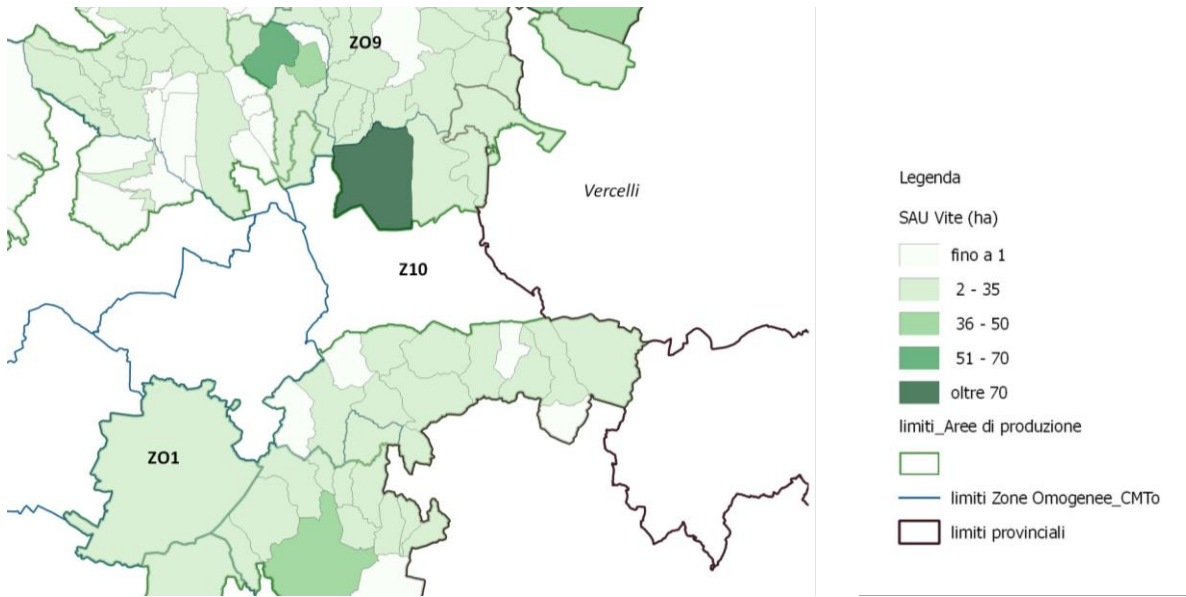 ZO9
Vercelli
Z10
ZO1
Legenda
SAU Vite (ha)
fino a 1
2 - 35
36 - 50
51 - 70
oltre 70
limiti_Aree di produzione
limiti Zone Omogenee_CMTo
limiti provinciali